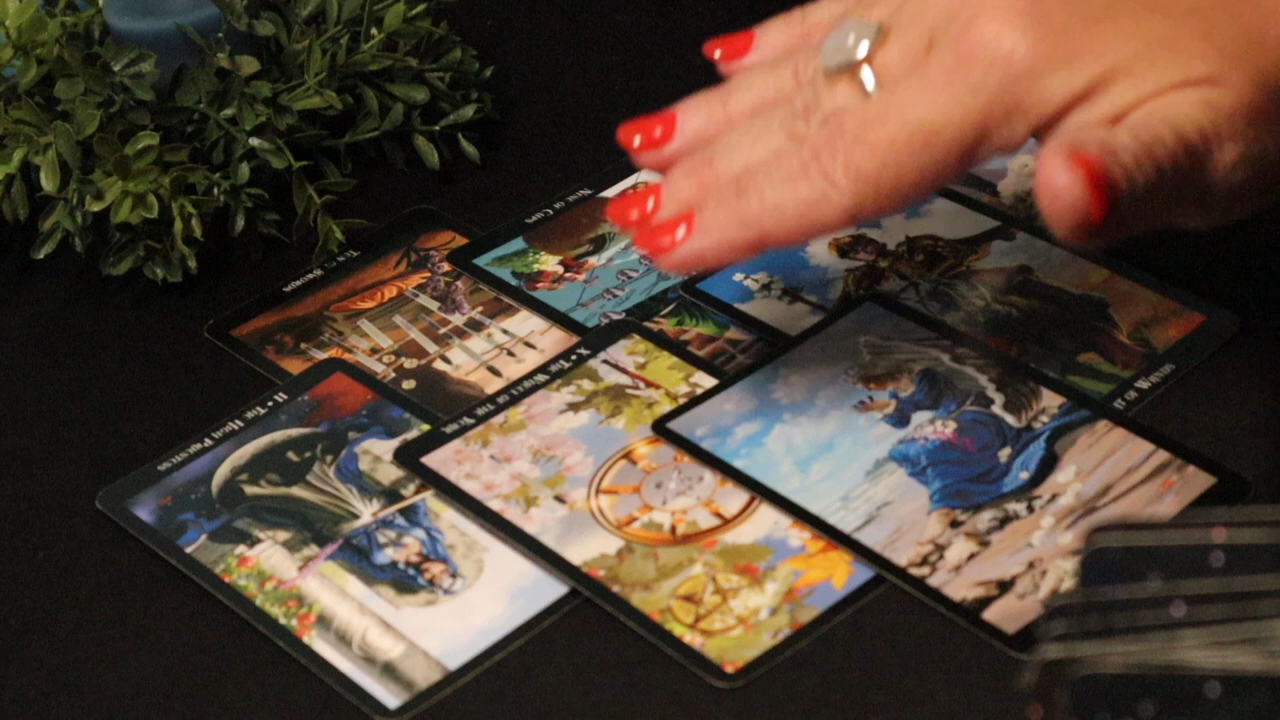 Ten of Swords
Nine of Cups
II • The High Priestess
X • The Wheel of the Year
of Wands